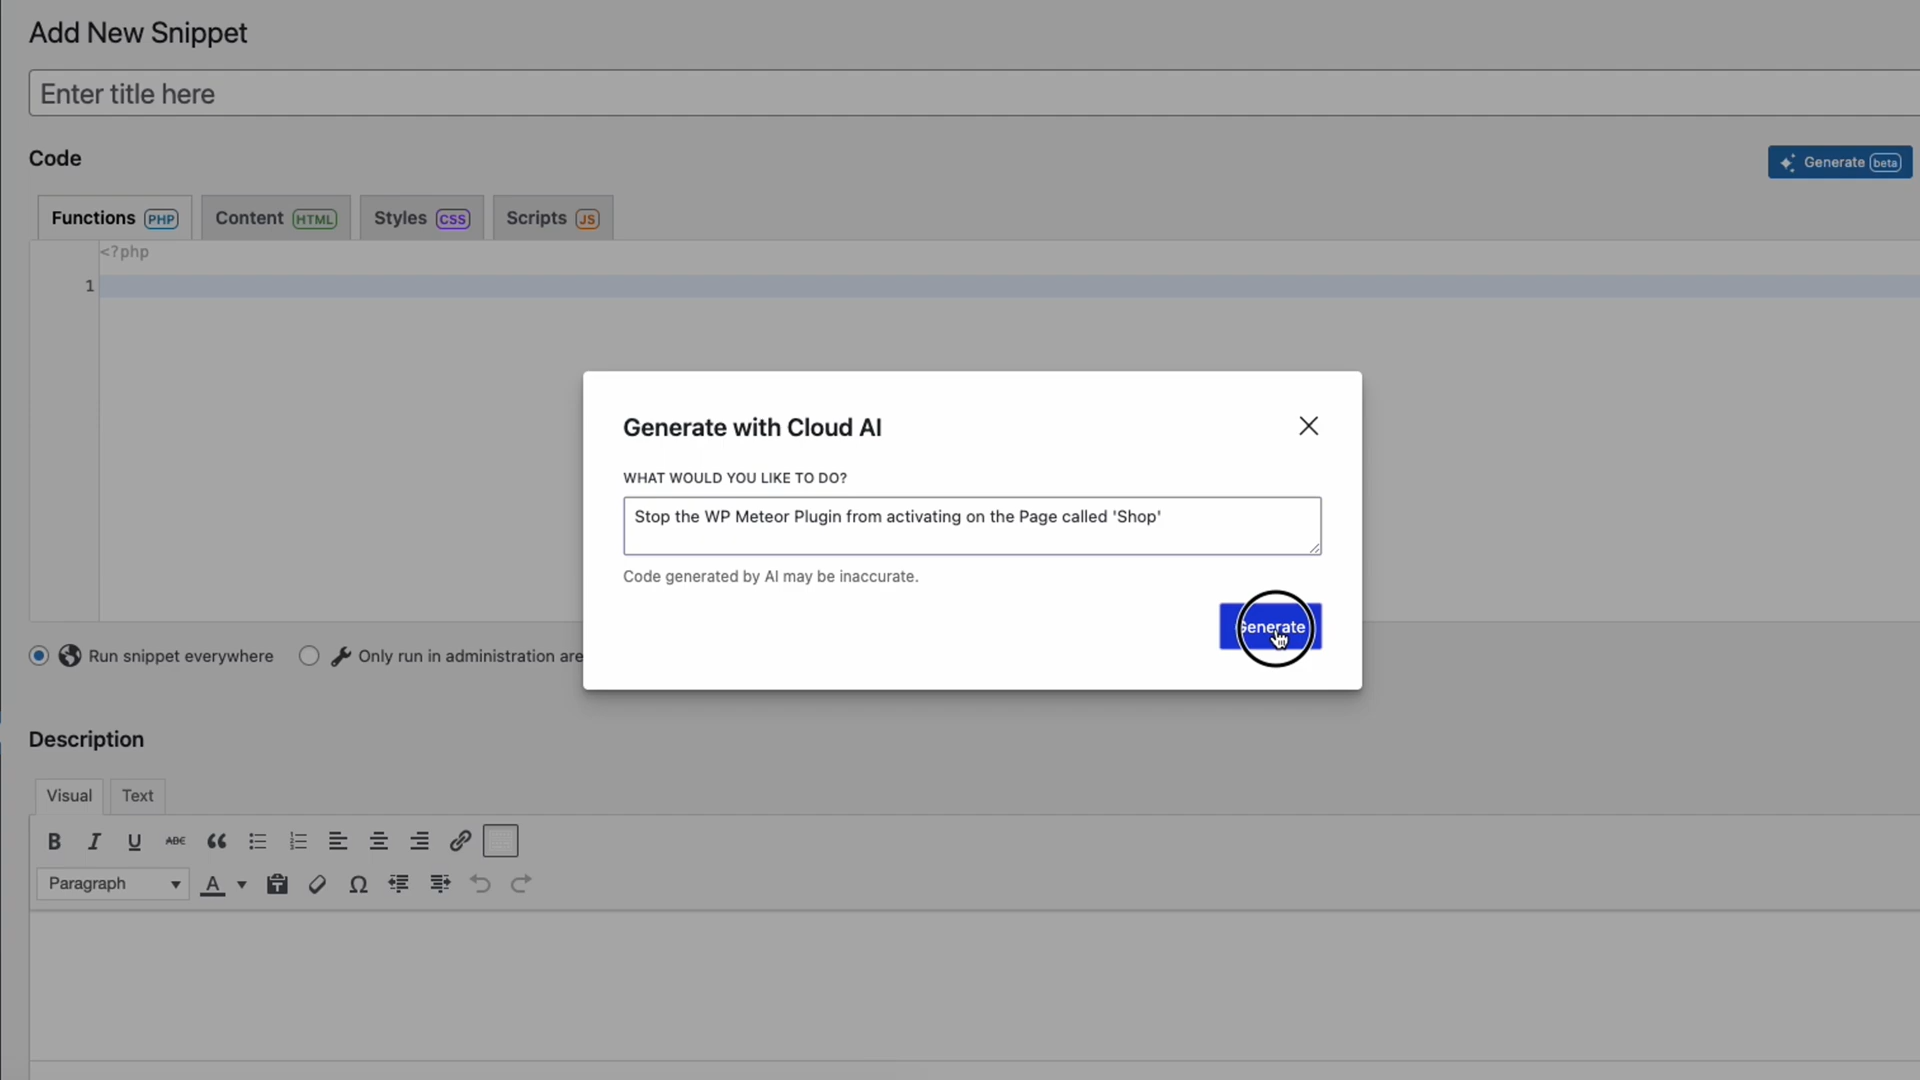 Add New Snippet
Enter title here
Code
Generate beta
Functions PHP
Content HTML
Styles CSS
Scripts JS
<?php
1
Generate with Cloud AI
WHAT WOULD YOU LIKE TO DO?
Stop the WP Meteor Plugin from activating on the Page called 'Shop'
Code generated by AI may be inaccurate.
Generate
Run snippet everywhere
Only run in administration are
Description
Visual
Text
B I U ABC
Paragraph A